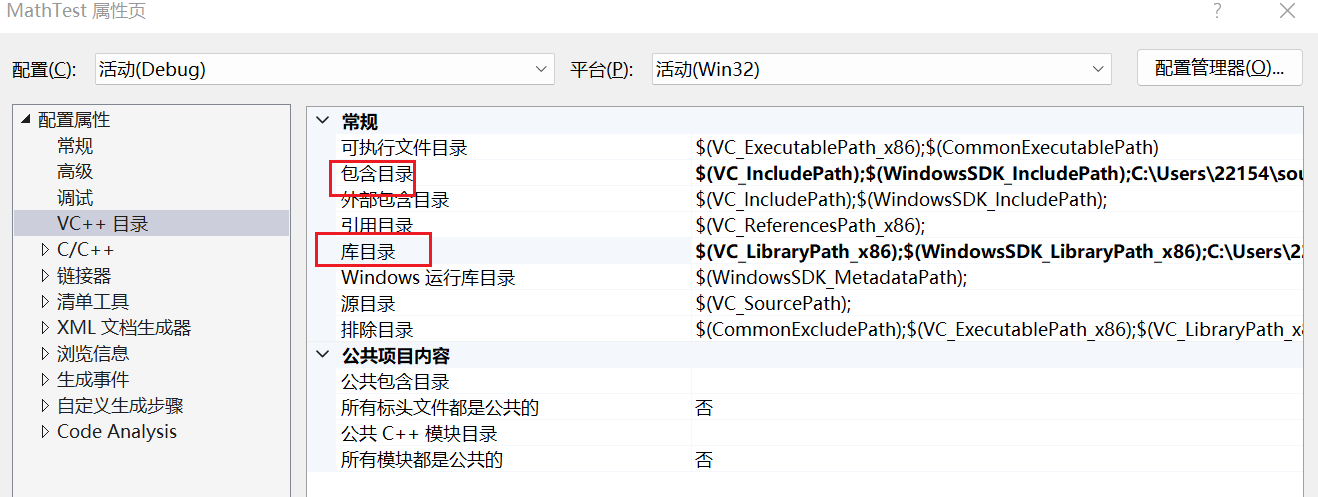 MathTest 属性页
配置(C): 活动(Debug) 平台(P): 活动(Win32) 配置管理器(O)...
配置属性
常规
高级
调试
VC++ 目录
C/C++
链接器
清单工具
XML 文档生成器
浏览信息
生成事件
自定义生成步骤
Code Analysis
常规
可执行文件目录 $(VC_ExecutablePath_x86);$(CommonExecutablePath)
包含目录 $(VC_IncludePath);$(WindowsSDK_IncludePath);C:\Users\22154\sou
外部包含目录 $(VC_IncludePath);$(WindowsSDK_IncludePath);
引用目录 $(VC_ReferencesPath_x86);
库目录 $(VC_LibraryPath_x86);$(WindowsSDK_LibraryPath_x86);C:\Users\22
Windows 运行库目录 $(WindowsSDK_MetadataPath);
源目录 $(VC_SourcePath);
排除目录 $(CommonExcludePath);$(VC_ExecutablePath_x86);$(VC_LibraryPath_x8
公共项目内容
公共包含目录
所有标头文件都是公共的 否
公共 C++ 模块目录
所有模块都是公共的 否